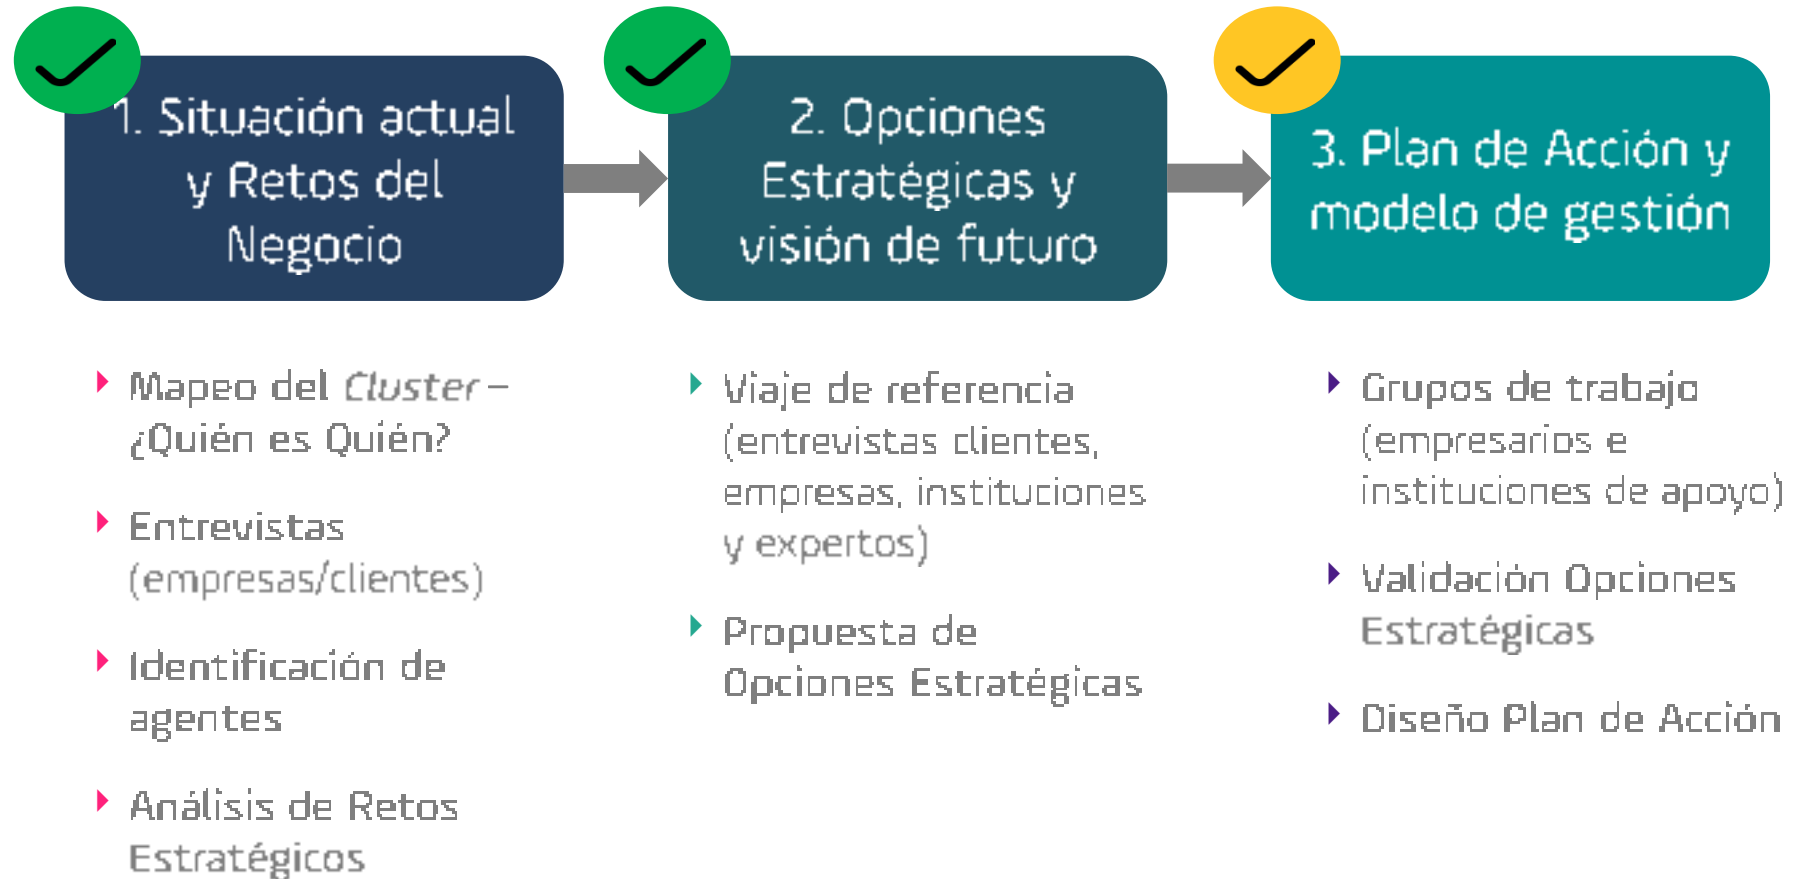 1. Situación actual
y Retos del
Negocio
2. Opciones
Estratégicas y
visión de futuro
3. Plan de Acción y
modelo de gestión
Mapeo del Cluster –
¿Quién es Quién?
Entrevistas
(empresas/clientes)
Identificación de
agentes
Análisis de Retos
Estratégicos
Viaje de referencia
(entrevistas clientes,
empresas, instituciones
y expertos)
Propuesta de
Opciones Estratégicas
Grupos de trabajo
(empresarios e
instituciones de apoyo)
Validación Opciones
Estratégicas
Diseño Plan de Acción